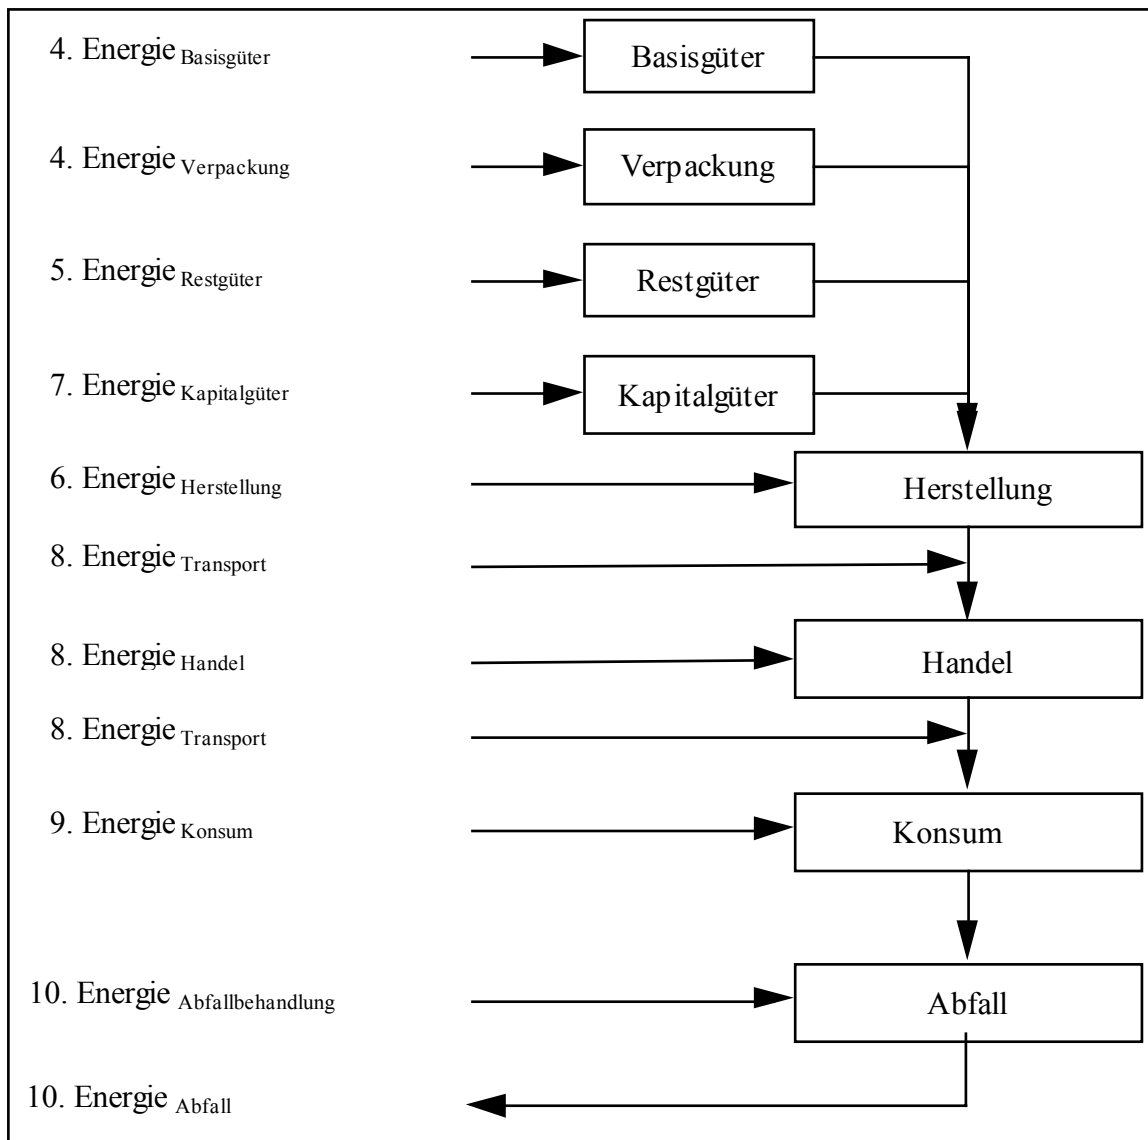 4. Energie Basisgüter
Basisgüter
4. Energie Verpackung
Verpackung
5. Energie Restgüter
Restgüter
7. Energie Kapitalgüter
Kapitalgüter
6. Energie Herstellung
Herstellung
8. Energie Transport
8. Energie Handel
Handel
8. Energie Transport
9. Energie Konsum
Konsum
10. Energie Abfallbehandlung
Abfall
10. Energie Abfall